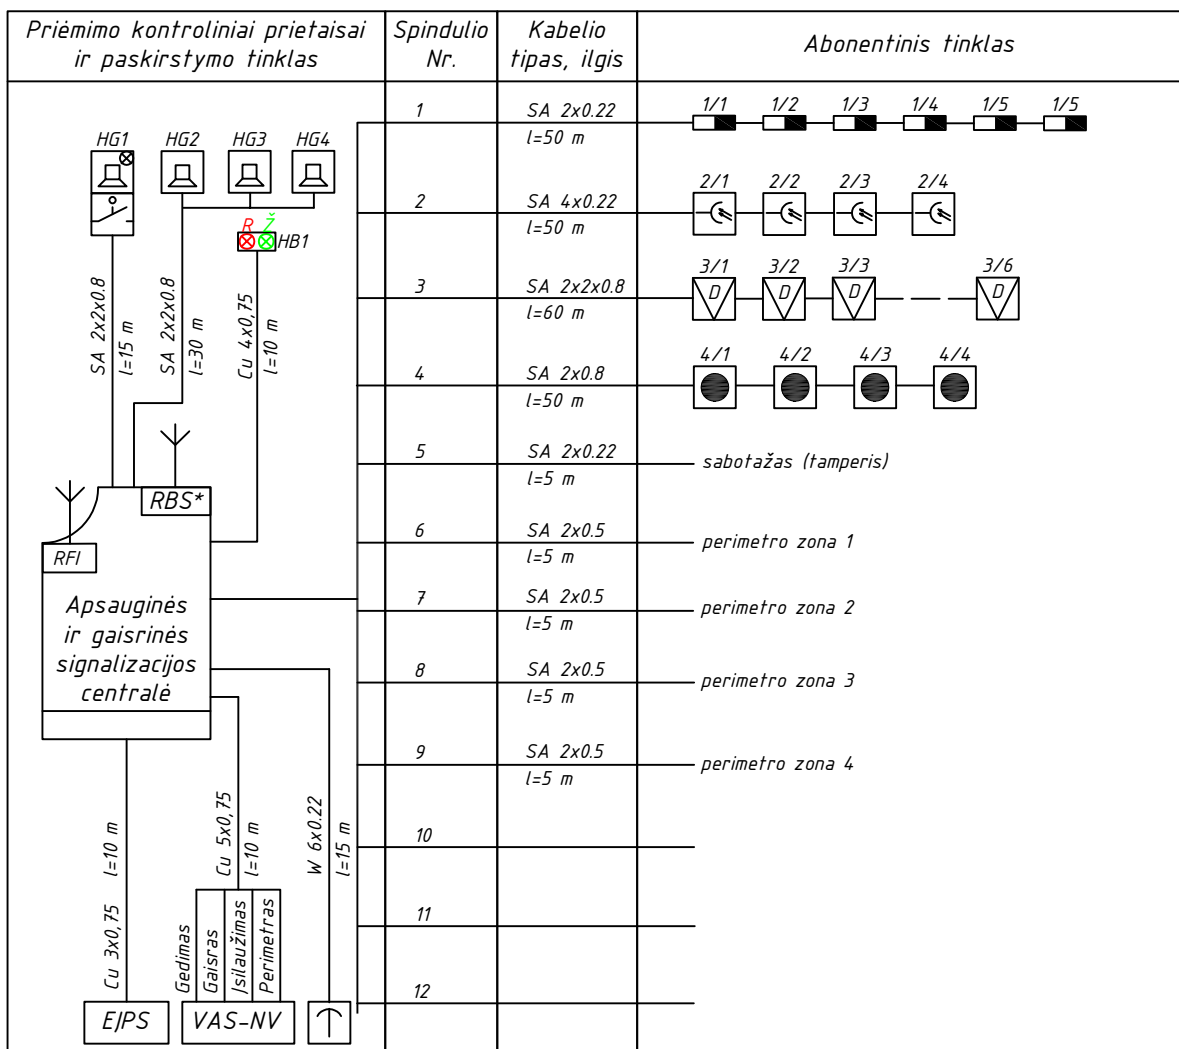 Priėmimo kontroliniai prietaisai
ir paskirstymo tinklas
Spindulio
Nr.
Kabelio
tipas, ilgis
Abonentinis tinklas
HG1
HG2
HG3
HG4
R
Ž
HB1
SA 2x2x0.8
l=15 m
SA 2x2x0.8
l=30 m
Cu 4x0,75
l=10 m
RBS*
RFI
Apsauginės
ir gaisrinės
signalizacijos
centralė
Cu 3x0,75
l=10 m
Cu 5x0,75
l=10 m
W 6x0.22
l=15 m
Gedimas
Gaisras
Įsilaužimas
Perimetras
EĮPS
VAS-NV
1
SA 2x0.22
l=50 m
1/1
1/2
1/3
1/4
1/5
1/5
2
SA 4x0.22
l=50 m
2/1
2/2
2/3
2/4
3
SA 2x2x0.8
l=60 m
3/1
3/2
3/3
3/6
D
D
D
D
4
SA 2x0.8
l=50 m
4/1
4/2
4/3
4/4
5
SA 2x0.22
l=5 m
sabotažas (tamperis)
6
SA 2x0.5
l=5 m
perimetro zona 1
7
SA 2x0.5
l=5 m
perimetro zona 2
8
SA 2x0.5
l=5 m
perimetro zona 3
9
SA 2x0.5
l=5 m
perimetro zona 4
10
11
12